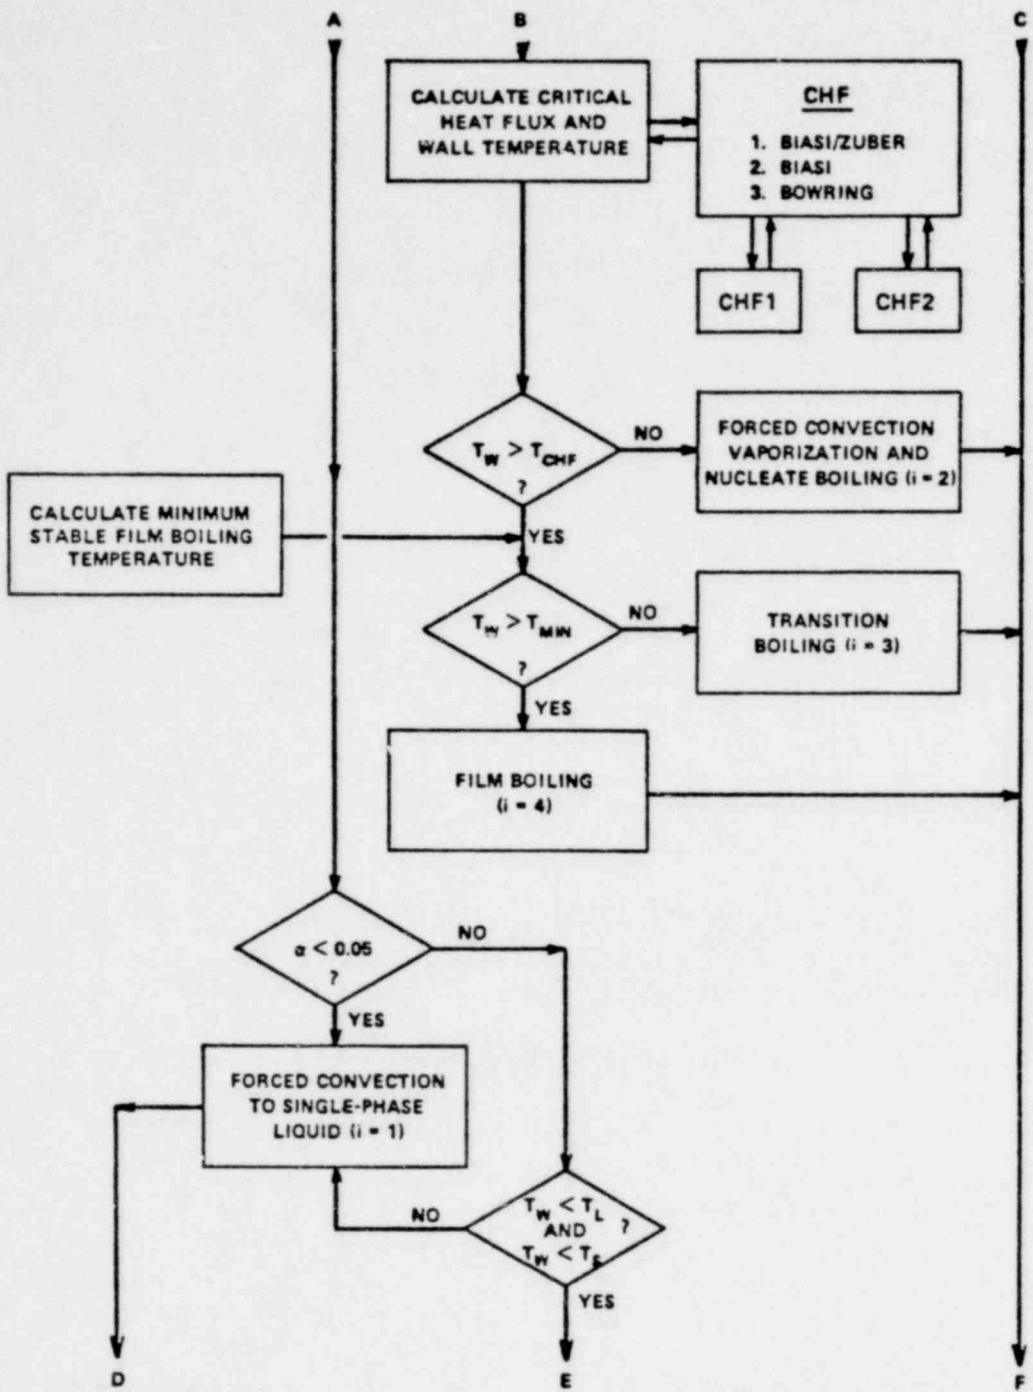 A
B
C
CALCULATE CRITICAL
HEAT FLUX AND
WALL TEMPERATURE
CHF
1. BIASI/ZUBER
2. BIASI
3. BOWRING
CHF1
CHF2
T_W > T_CHF
?
NO
FORCED CONVECTION
VAPORIZATION AND
NUCLEATE BOILING (i = 2)
YES
CALCULATE MINIMUM
STABLE FILM BOILING
TEMPERATURE
T_W > T_MIN
?
NO
TRANSITION
BOILING (i = 3)
YES
FILM BOILING
(i = 4)
α < 0.05
?
NO
YES
FORCED CONVECTION
TO SINGLE-PHASE
LIQUID (i = 1)
T_W < T_L
AND
T_W < T_S
?
NO
YES
D
E
F